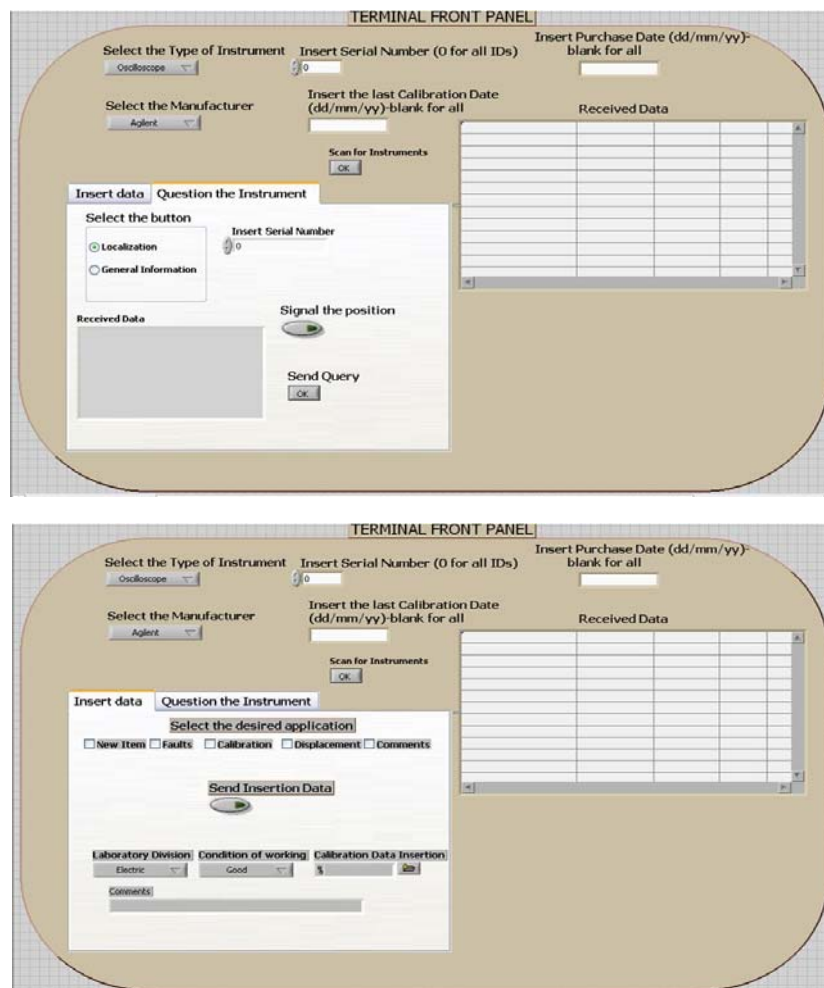 TERMINAL FRONT PANEL
Select the Type of Instrument
Oscilloscope
Insert Serial Number (0 for all IDs)
0
Insert Purchase Date (dd/mm/yy)-
blank for all
Select the Manufacturer
Agilent
Insert the last Calibration Date
(dd/mm/yy)-blank for all
Received Data
Scan for Instruments
OK
Insert data
Question the Instrument
Select the button
Localization
General Information
Insert Serial Number
0
Received Data
Signal the position
Send Query
OK
TERMINAL FRONT PANEL
Select the Type of Instrument
Oscilloscope
Insert Serial Number (0 for all IDs)
0
Insert Purchase Date (dd/mm/yy)-
blank for all
Select the Manufacturer
Agilent
Insert the last Calibration Date
(dd/mm/yy)-blank for all
Received Data
Scan for Instruments
OK
Insert data
Question the Instrument
Select the desired application
New Item Faults Calibration Displacement Comments
Send Insertion Data
Laboratory Division Condition of working Calibration Data Insertion
Electric Good
Comments